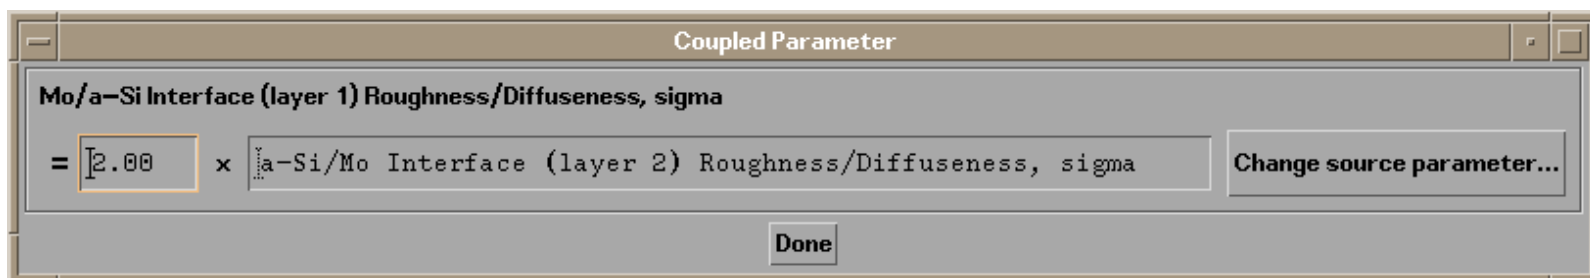 Coupled Parameter
Mo/a-Si Interface (layer 1) Roughness/Diffuseness, sigma
= 2.00 x a-Si/Mo Interface (layer 2) Roughness/Diffuseness, sigma Change source parameter...
Done